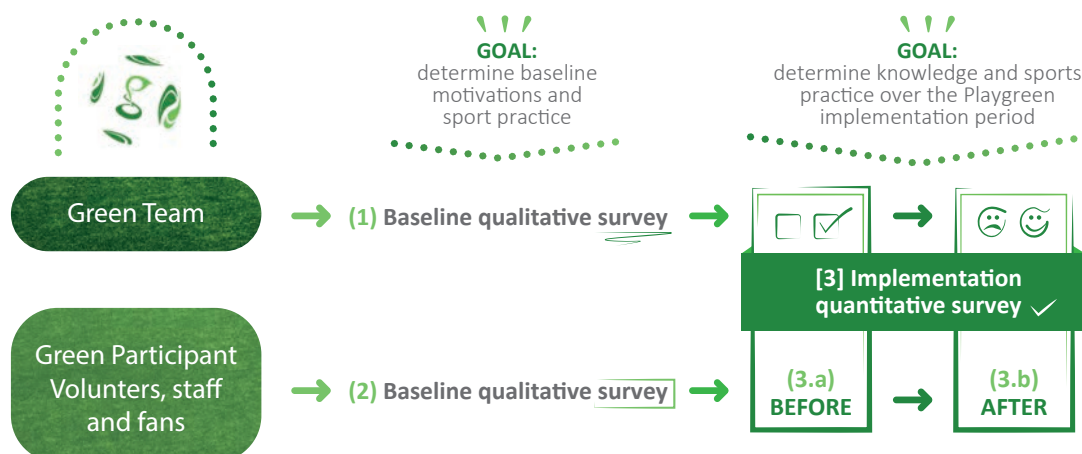 GOAL:
determine baseline
motivations and
sport practice
GOAL:
determine knowledge and sports
practice over the Playgreen
implementation period
Green Team
(1) Baseline qualitative survey
[3] Implementation
quantitative survey
Green Participant
Volunters, staff
and fans
(2) Baseline qualitative survey
(3.a)
BEFORE
(3.b)
AFTER